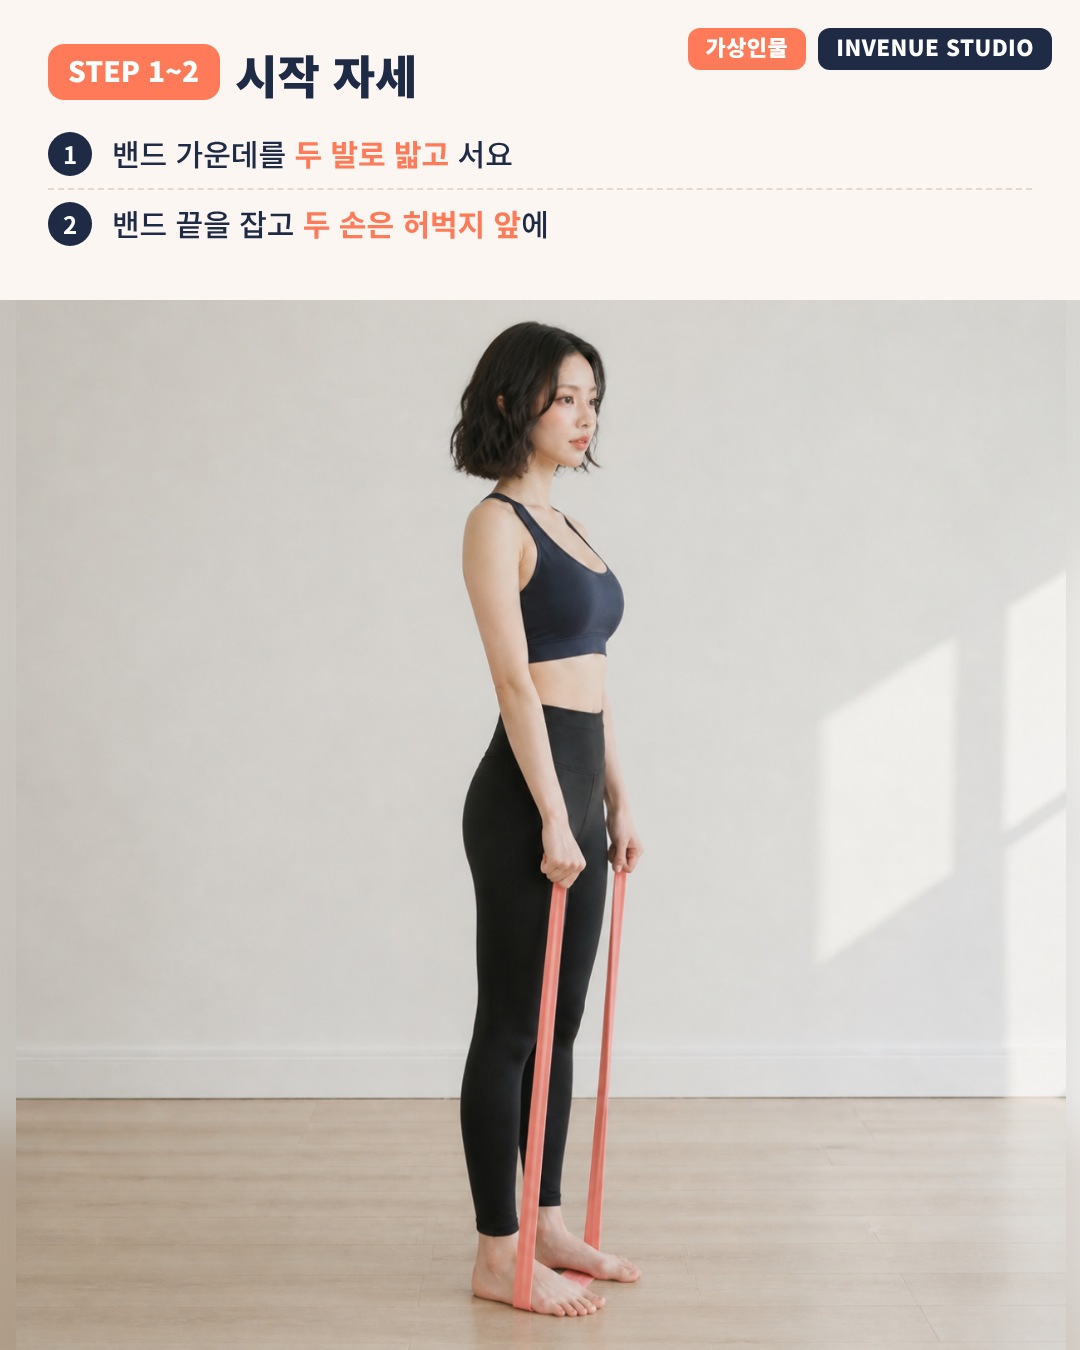 STEP 1~2 시작 자세
가상인물 INVENUE STUDIO
1 밴드 가운데를 두 발로 밟고 서요
2 밴드 끝을 잡고 두 손은 허벅지 앞에